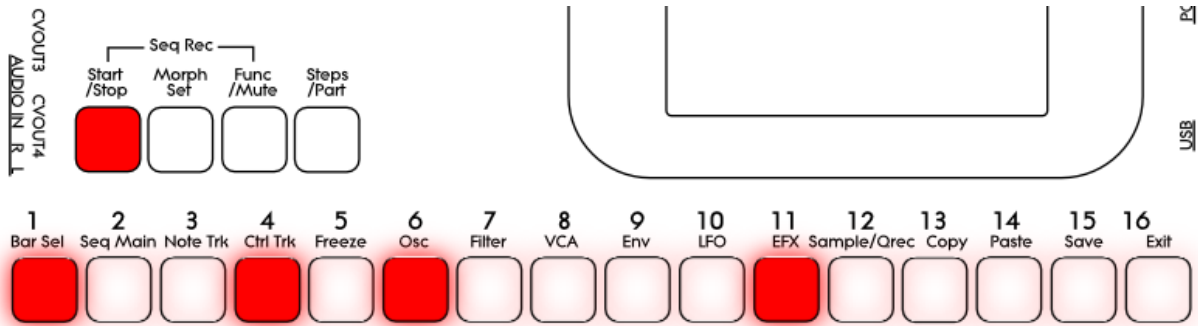 CVOUT3
CVOUT4
AUDIO IN R L
Seq Rec
Start /Stop
Morph Set
Func /Mute
Steps /Part
PC
USB
1 2 3 4 5 6 7 8 9 10 11 12 13 14 15 16
Bar Sel Seq Main Note Trk Ctrl Trk Freeze Osc Filter VCA Env LFO EFX Sample/Qrec Copy Paste Save Exit